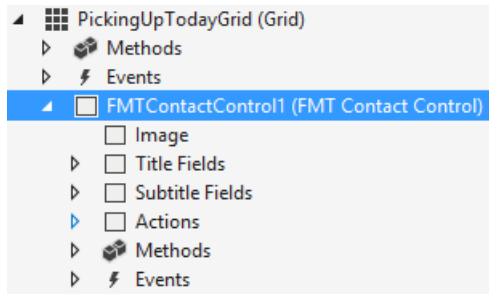 PickingUpTodayGrid (Grid)
Methods
Events
FMTContactControl1 (FMT Contact Control)
Image
Title Fields
Subtitle Fields
Actions
Methods
Events